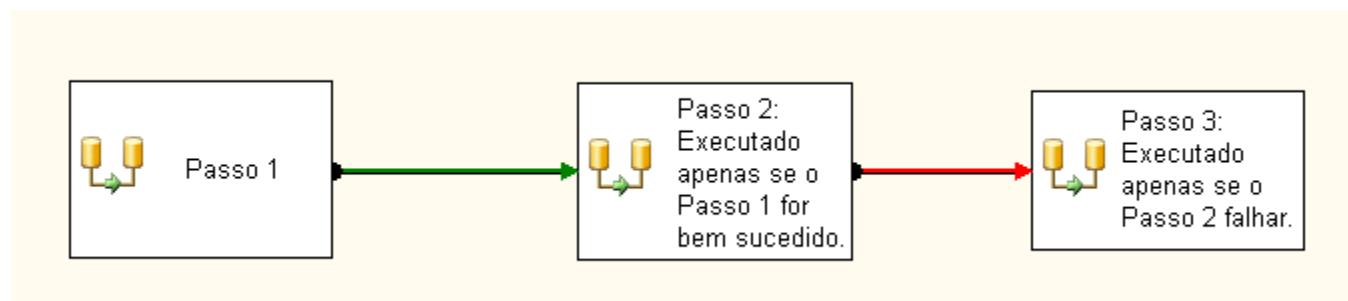 Passo 1
Passo 2:
Executado
apenas se o
Passo 1 for
bem sucedido.
Passo 3:
Executado
apenas se o
Passo 2 falhar.